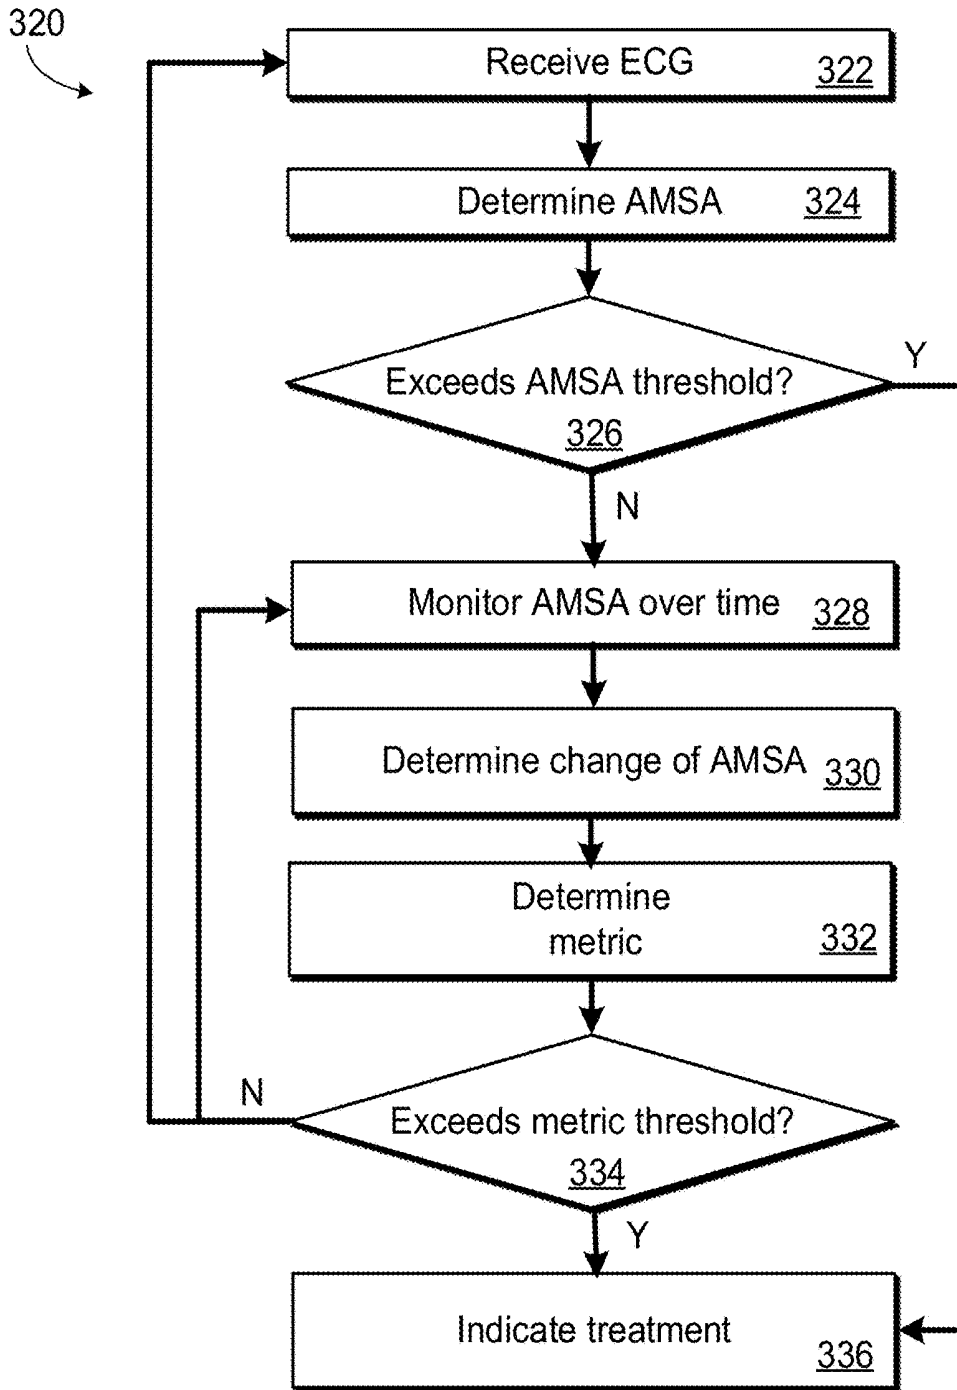 320
Receive ECG 322
Determine AMSA 324
Y
Exceeds AMSA threshold?
326
N
Monitor AMSA over time 328
Determine change of AMSA 330
Determine
metric 332
N
Exceeds metric threshold?
334
Y
Indicate treatment 336